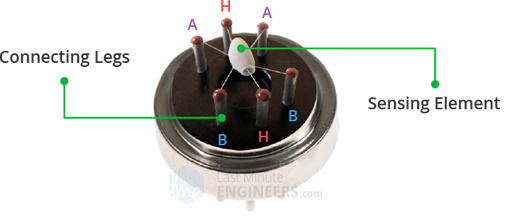 H
A
A
Connecting Legs
Sensing Element
B
B
H
Last Minute
ENGINEERS.com